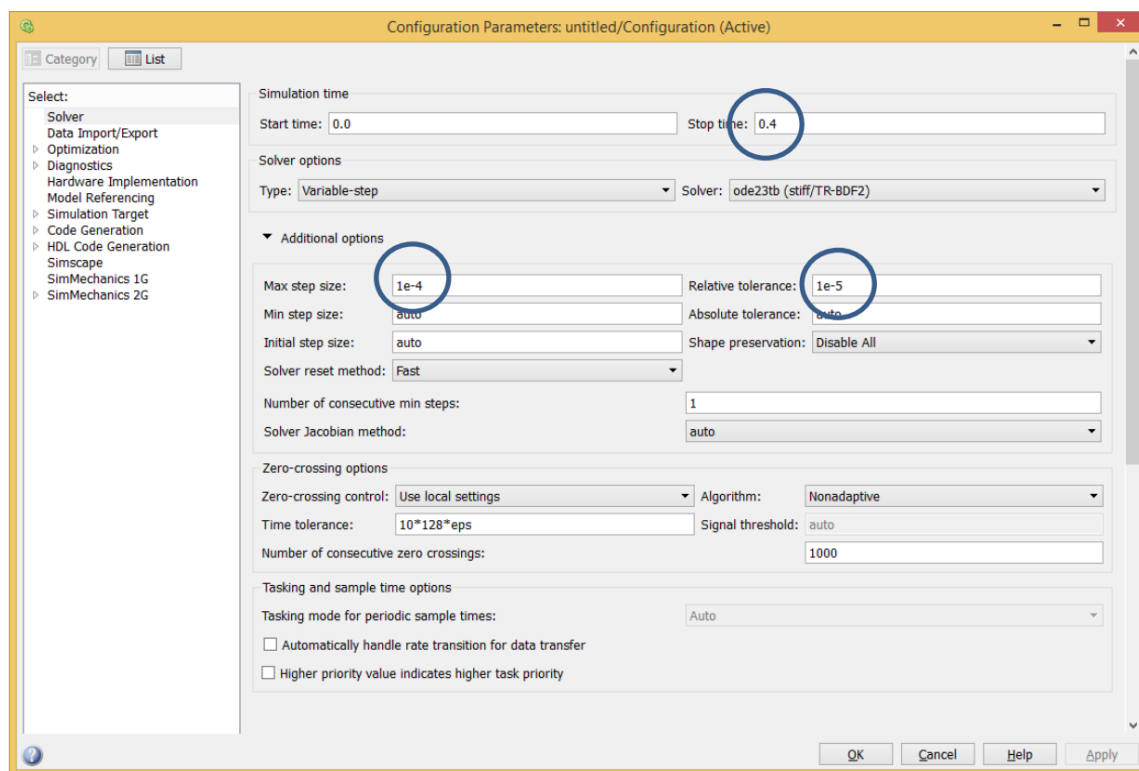 Configuration Parameters: untitled/Configuration (Active)
Category List
Select:
Solver
Data Import/Export
Optimization
Diagnostics
Hardware Implementation
Model Referencing
Simulation Target
Code Generation
HDL Code Generation
Simscape
SimMechanics 1G
SimMechanics 2G
Simulation time
Start time: 0.0 Stop time: 0.4
Solver options
Type: Variable-step Solver: ode23tb (stiff/TR-BDF2)
Additional options
Max step size: 1e-4 Relative tolerance: 1e-5
Min step size: auto Absolute tolerance: auto
Initial step size: auto Shape preservation: Disable All
Solver reset method: Fast
Number of consecutive min steps: 1
Solver Jacobian method: auto
Zero-crossing options
Zero-crossing control: Use local settings Algorithm: Nonadaptive
Time tolerance: 10*128*eps Signal threshold: auto
Number of consecutive zero crossings: 1000
Tasking and sample time options
Tasking mode for periodic sample times: Auto
Automatically handle rate transition for data transfer
Higher priority value indicates higher task priority
OK Cancel Help Apply